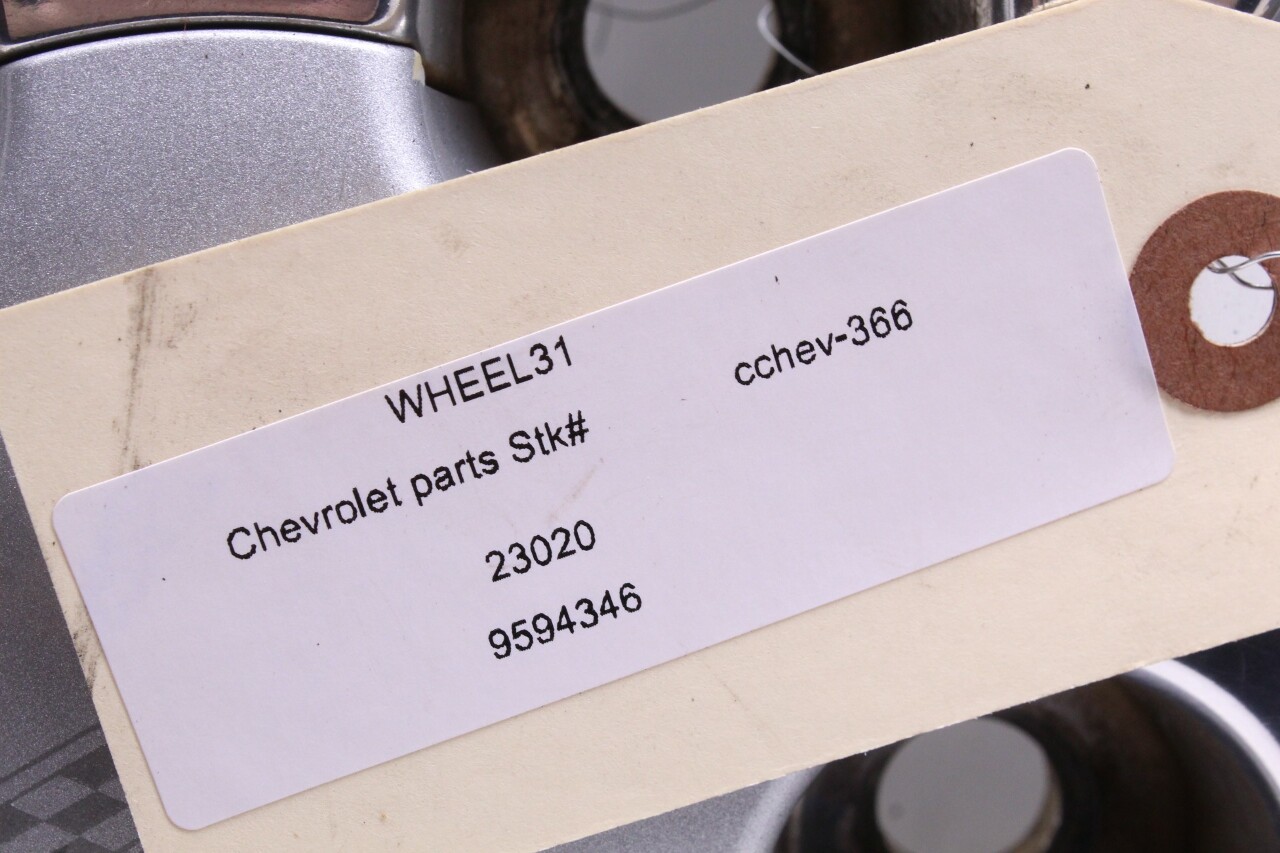 WHEEL31 cchev-366
Chevrolet parts Stk#
23020
9594346